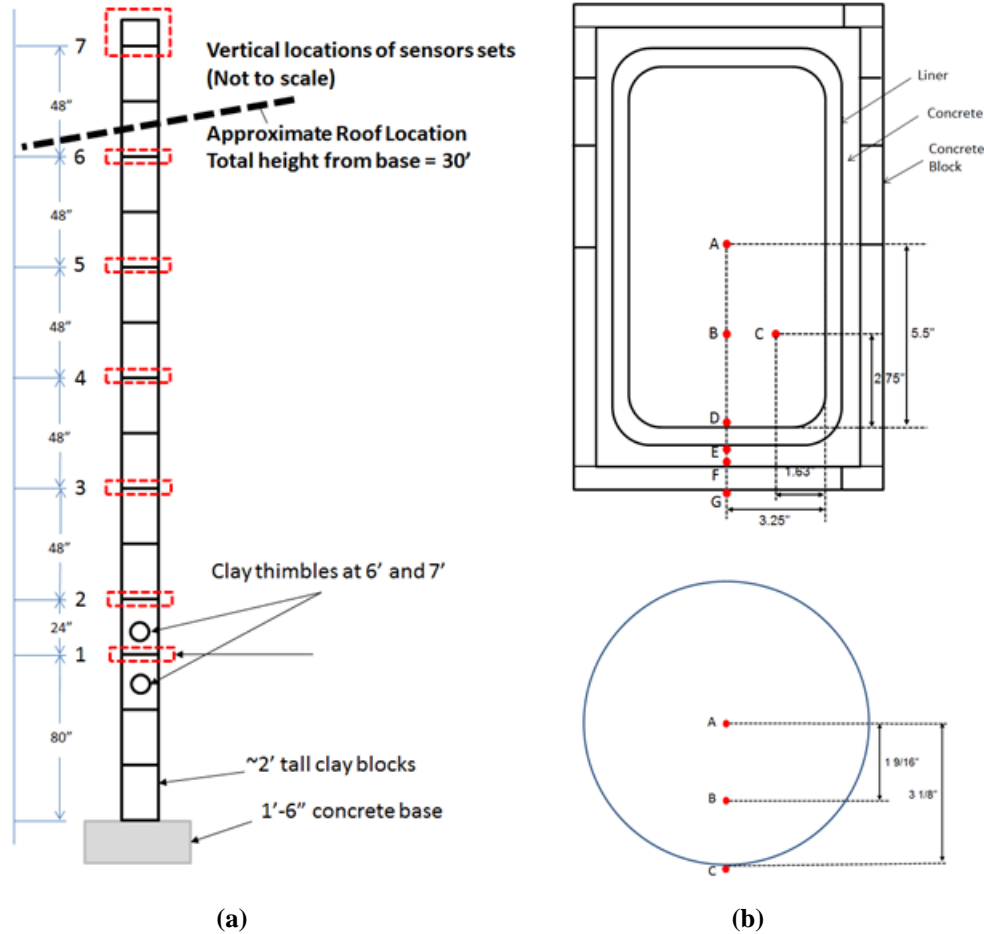 7
Vertical locations of sensors sets
(Not to scale)
48”
Approximate Roof Location
Total height from base = 30’
6
48”
5
48”
4
48”
3
48”
Clay thimbles at 6’ and 7’
2
24”
1
80”
~2’ tall clay blocks
1’-6” concrete base
(a)
Liner
Concrete
Concrete
Block
A
B
C
5.5"
2.75"
D
E
F
1.63"
G
3.25"
A
1 9/16"
3 1/8"
B
C
(b)